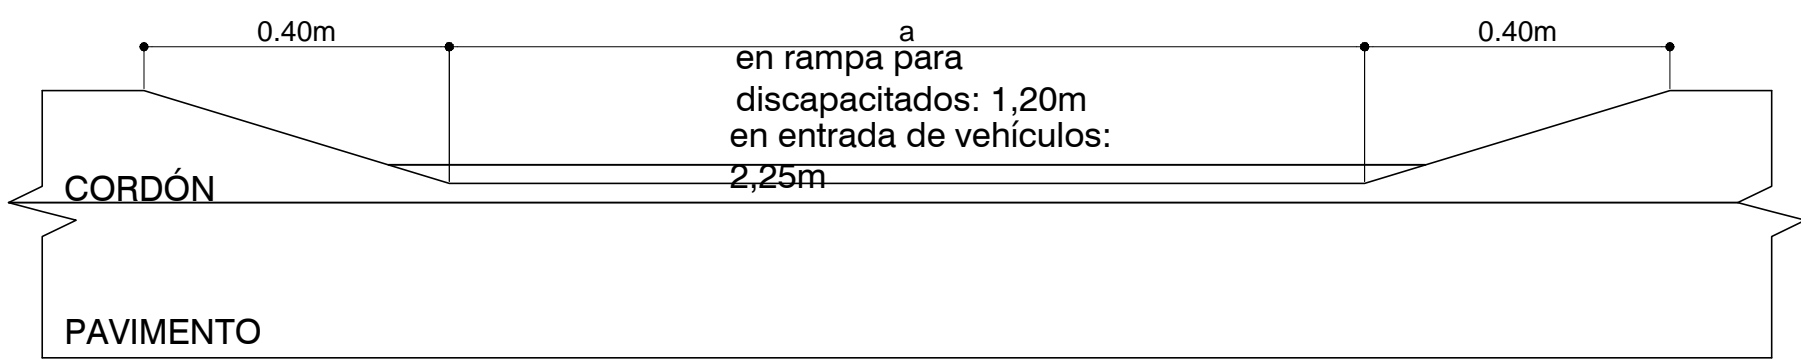 0.40m
a
0.40m
en rampa para
discapacitados: 1,20m
en entrada de vehículos:
2,25m
CORDÓN
PAVIMENTO